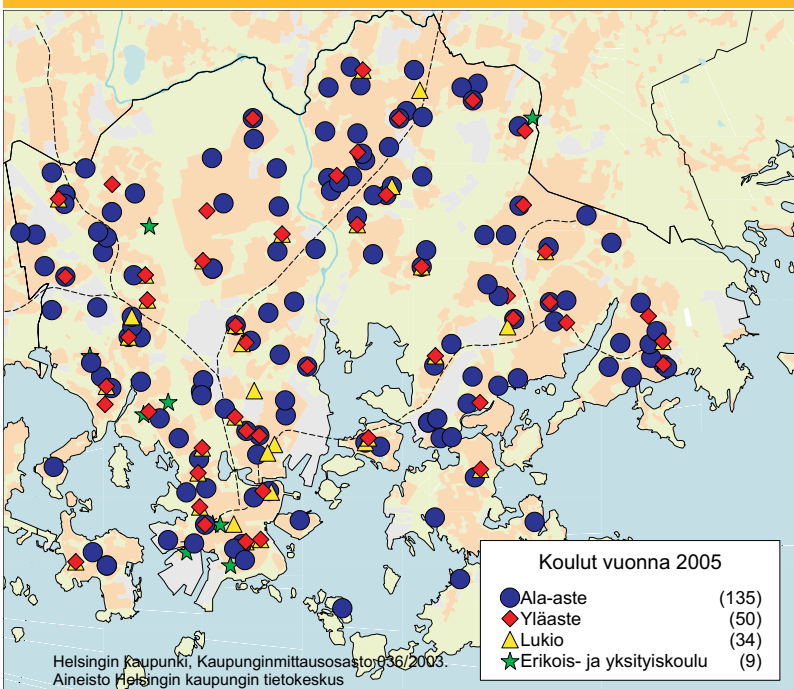 Koulut vuonna 2005
Ala-aste (135)
Yläaste (50)
Lukio (34)
Erikois- ja yksityiskoulu (9)
Helsingin kaupunki, Kaupunginmittausosasto 036/2003.
Aineisto Helsingin kaupungin tietokeskus